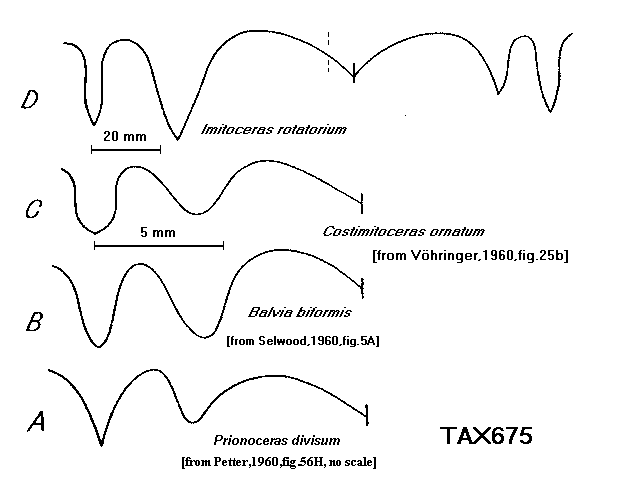 D
Imitoceras rotatorium
20 mm
C
Costimitoceras ornatum
5 mm
[from Vöhringer,1960,fig.25b]
B
Balvia biformis
[from Selwood,1960,fig.5A]
A
Prionoceras divisum
TAX675
[from Petter,1960,fig.56H, no scale]